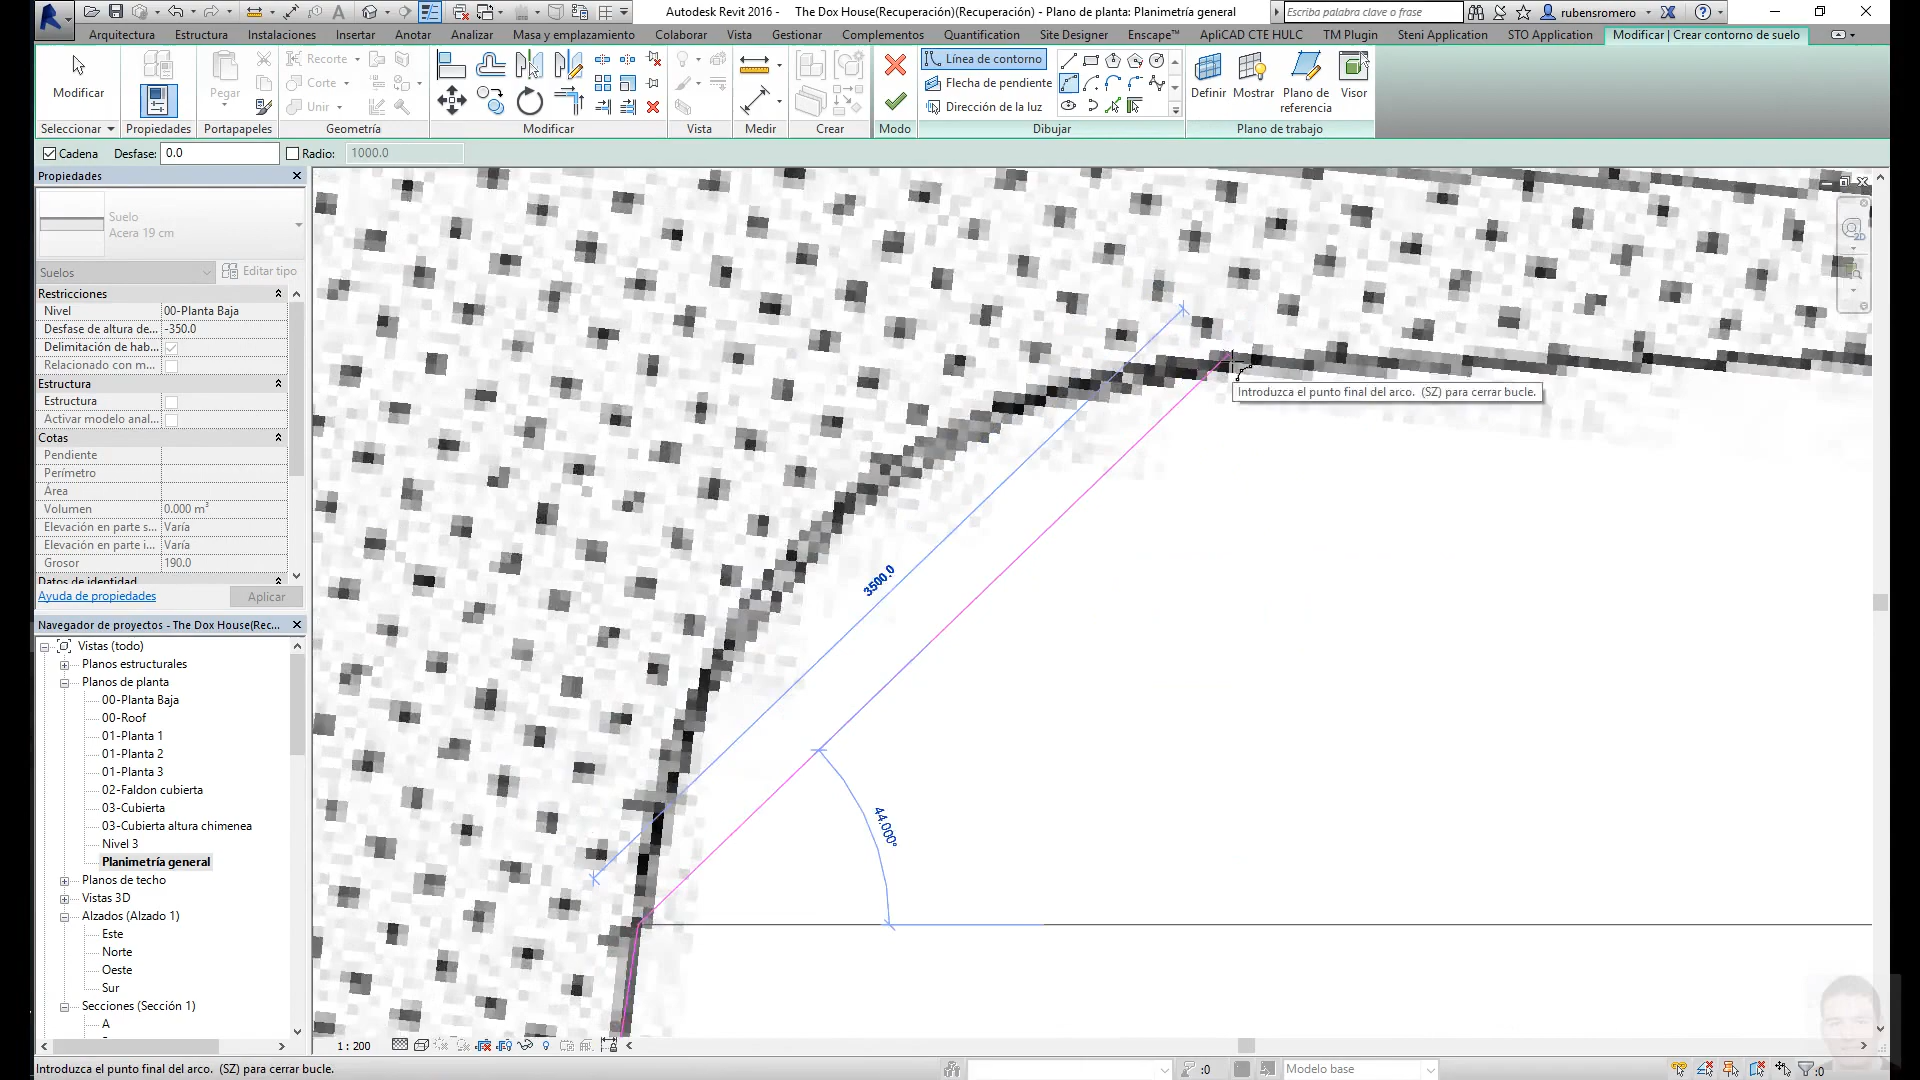 Autodesk Revit 2016 - The Dox House(Recuperación)(Recuperación) - Plano de planta: Planimetría general
Escriba palabra clave o frase
rubensromero
Arquitectura Estructura Instalaciones Insertar Anotar Analizar Masa y emplazamiento Colaborar Vista Gestionar Complementos Quantification Site Designer Enscape™ ApliCAD CTE HULC TM Plugin Steni Application STO Application Modificar | Crear contorno de suelo
Modificar
Pegar
Recorte
Corte
Unir
Línea de contorno
Flecha de pendiente
Dirección de la luz
Definir Mostrar Plano de referencia Visor
Seleccionar Propiedades Portapapeles Geometría Modificar Vista Medir Crear Modo Dibujar Plano de trabajo
Cadena Desfase: 0.0 Radio: 1000.0
Propiedades
Suelo
Acera 19 cm
Suelos Editar tipo
Restricciones
Nivel 00-Planta Baja
Desfase de altura de... -350.0
Delimitación de hab...
Relacionado con m...
Estructura
Estructura
Activar modelo anal...
Cotas
Pendiente
Perímetro
Área
Volumen 0.000 m³
Elevación en parte s... Varía
Elevación en parte i... Varía
Grosor 190.0
Datos de identidad
Ayuda de propiedades Aplicar
Navegador de proyectos - The Dox House(Rec...
Vistas (todo)
Planos estructurales
Planos de planta
00-Planta Baja
00-Roof
01-Planta 1
01-Planta 2
01-Planta 3
02-Faldon cubierta
03-Cubierta
03-Cubierta altura chimenea
Nivel 3
Planimetría general
Planos de techo
Vistas 3D
Alzados (Alzado 1)
Este
Norte
Oeste
Sur
Secciones (Sección 1)
A
3500.0
44.000°
Introduzca el punto final del arco. (SZ) para cerrar bucle.
2D
1 : 200
Introduzca el punto final del arco. (SZ) para cerrar bucle.
:0
Modelo base
:0